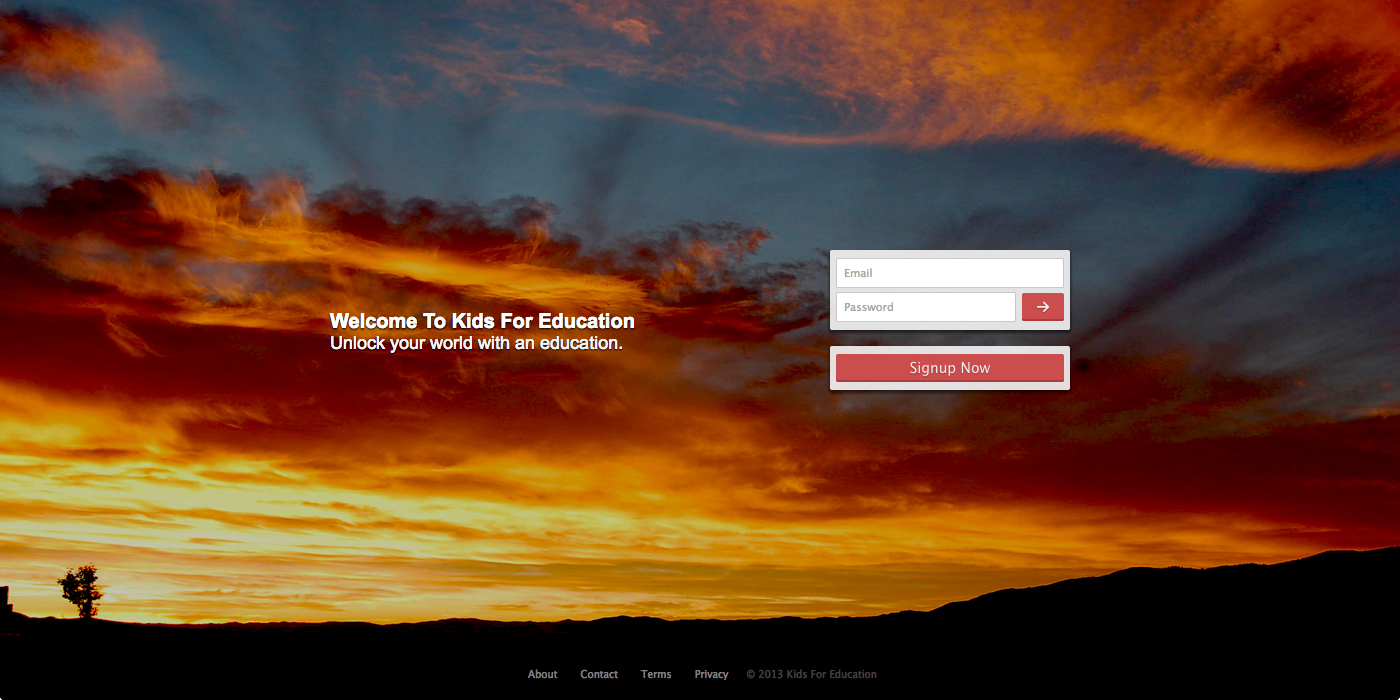 Welcome To Kids For Education
Unlock your world with an education.
Email
Password
Signup Now
About Contact Terms Privacy © 2013 Kids For Education